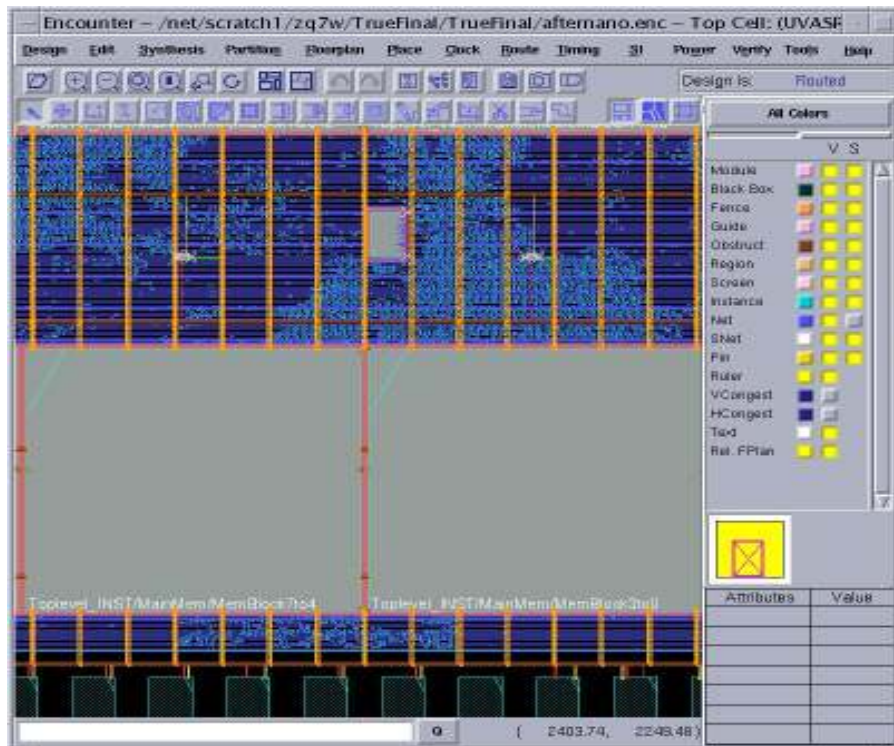 Encounter – /net/scratch1/zq7w/TrueFinal/TrueFinal/afternano.enc – Top Cell: (UVASF
Design Edit Synthesis Partition Floorplan Place Clock Route Timing SI Power Verify Tools Help
Design is: Routed
All Colors
V S
Module
Black Box
Fence
Guide
Obstruct
Region
Screen
Instance
Net
SNet
Pin
Ruler
VCongest
HCongest
Text
Rel. FPlan
Toplevel_INST/MainMem/MemBlock7to4 Toplevel_INST/MainMem/MemBlock3to0
Attributes Value
Q ( 2403.74, 2249.48)